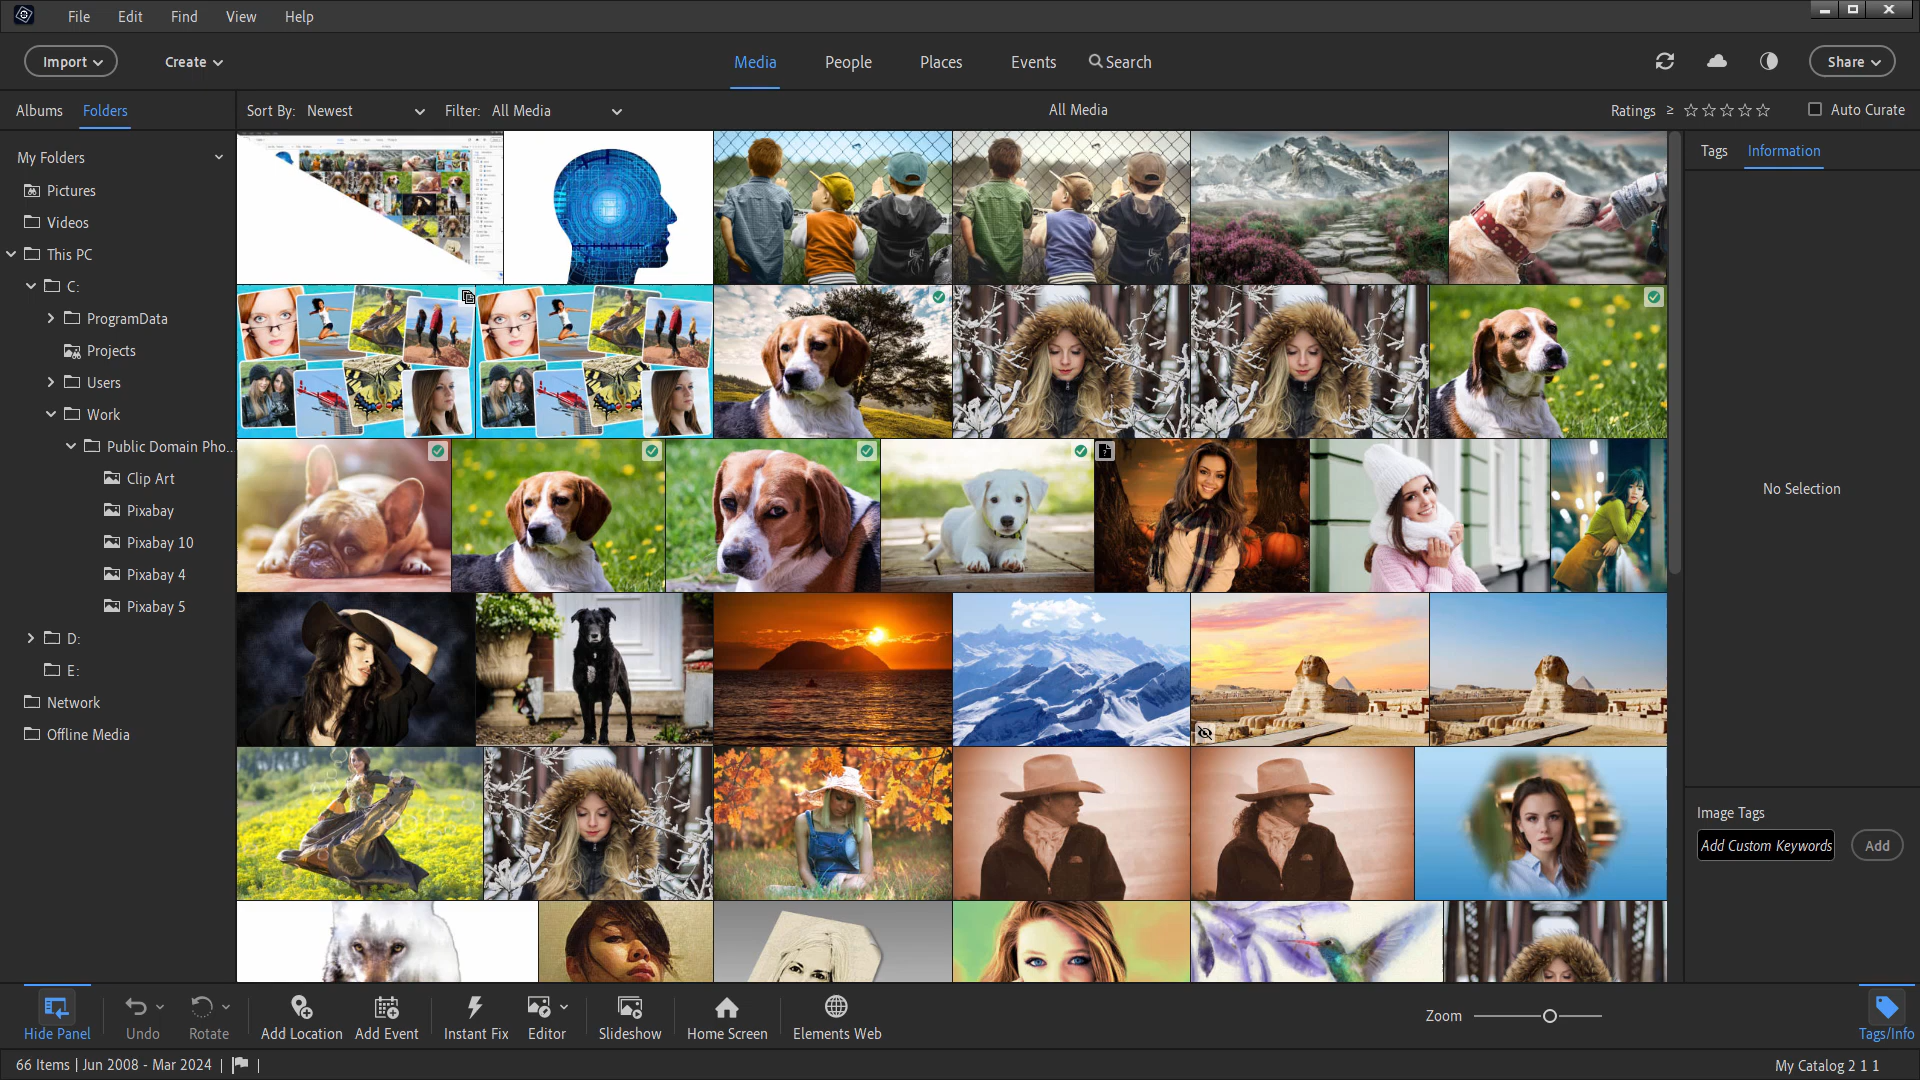 File Edit Find View Help
Import Create Media People Places Events Search Share
Albums Folders Sort By: Newest Filter: All Media All Media Ratings ≥ Auto Curate
My Folders
Pictures
Videos
This PC
C:
ProgramData
Projects
Users
Work
Public Domain Pho...
Clip Art
Pixabay
Pixabay 10
Pixabay 4
Pixabay 5
D:
E:
Network
Offline Media
Tags Information
No Selection
Image Tags
Add Custom Keywords Add
Hide Panel Undo Rotate Add Location Add Event Instant Fix Editor Slideshow Home Screen Elements Web Zoom Tags/Info
66 Items | Jun 2008 - Mar 2024 | | My Catalog 2 1 1